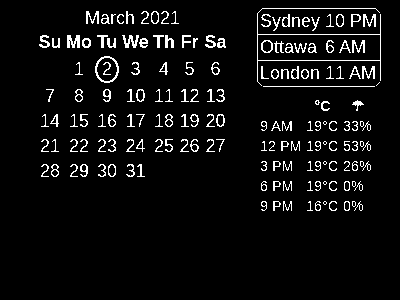 March 2021
Su Mo Tu We Th Fr Sa
1 2 3 4 5 6
7 8 9 10 11 12 13
14 15 16 17 18 19 20
21 22 23 24 25 26 27
28 29 30 31
Sydney 10 PM
Ottawa 6 AM
London 11 AM
°C
9 AM 19°C 33%
12 PM 19°C 53%
3 PM 19°C 26%
6 PM 19°C 0%
9 PM 16°C 0%